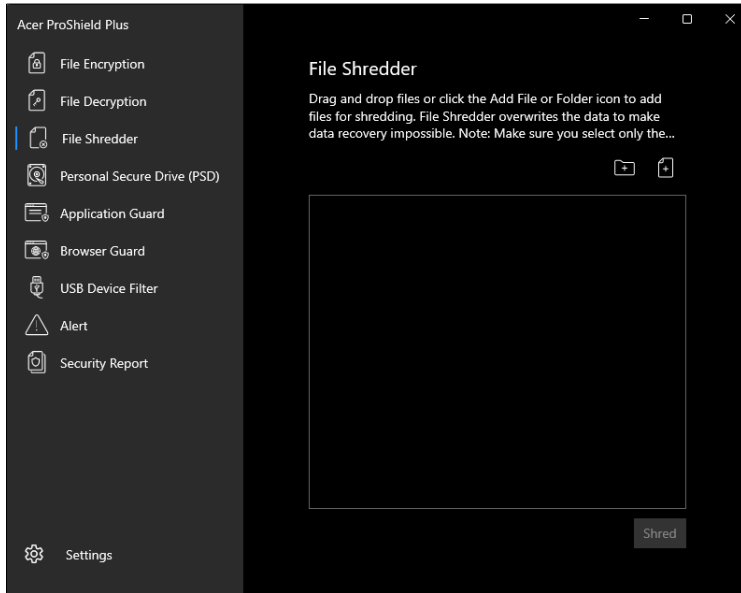 Acer ProShield Plus
File Encryption
File Decryption
File Shredder
Personal Secure Drive (PSD)
Application Guard
Browser Guard
USB Device Filter
Alert
Security Report
Settings
File Shredder
Drag and drop files or click the Add File or Folder icon to add
files for shredding. File Shredder overwrites the data to make
data recovery impossible. Note: Make sure you select only the...
Shred